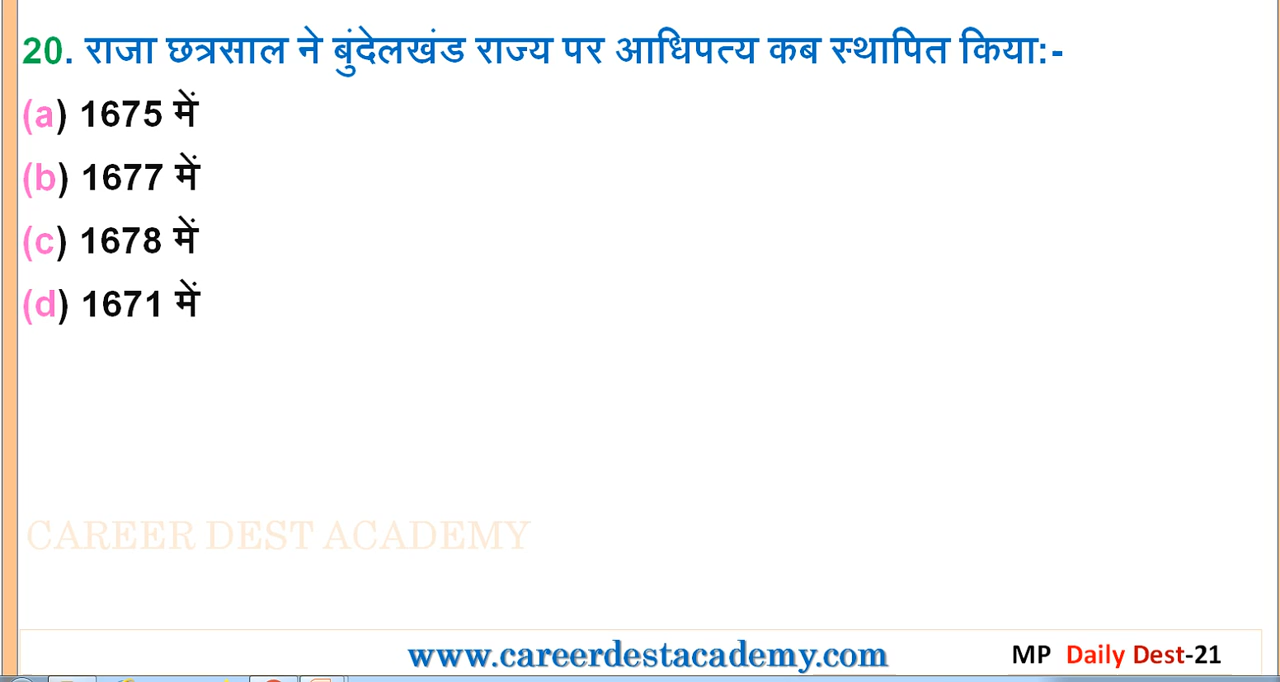 20. राजा छत्रसाल ने बुंदेलखंड राज्य पर आधिपत्य कब स्थापित किया:-
(a) 1675 में
(b) 1677 में
(c) 1678 में
(d) 1671 में
CAREER DEST ACADEMY
www.careerdestacademy.com MP Daily Dest-21